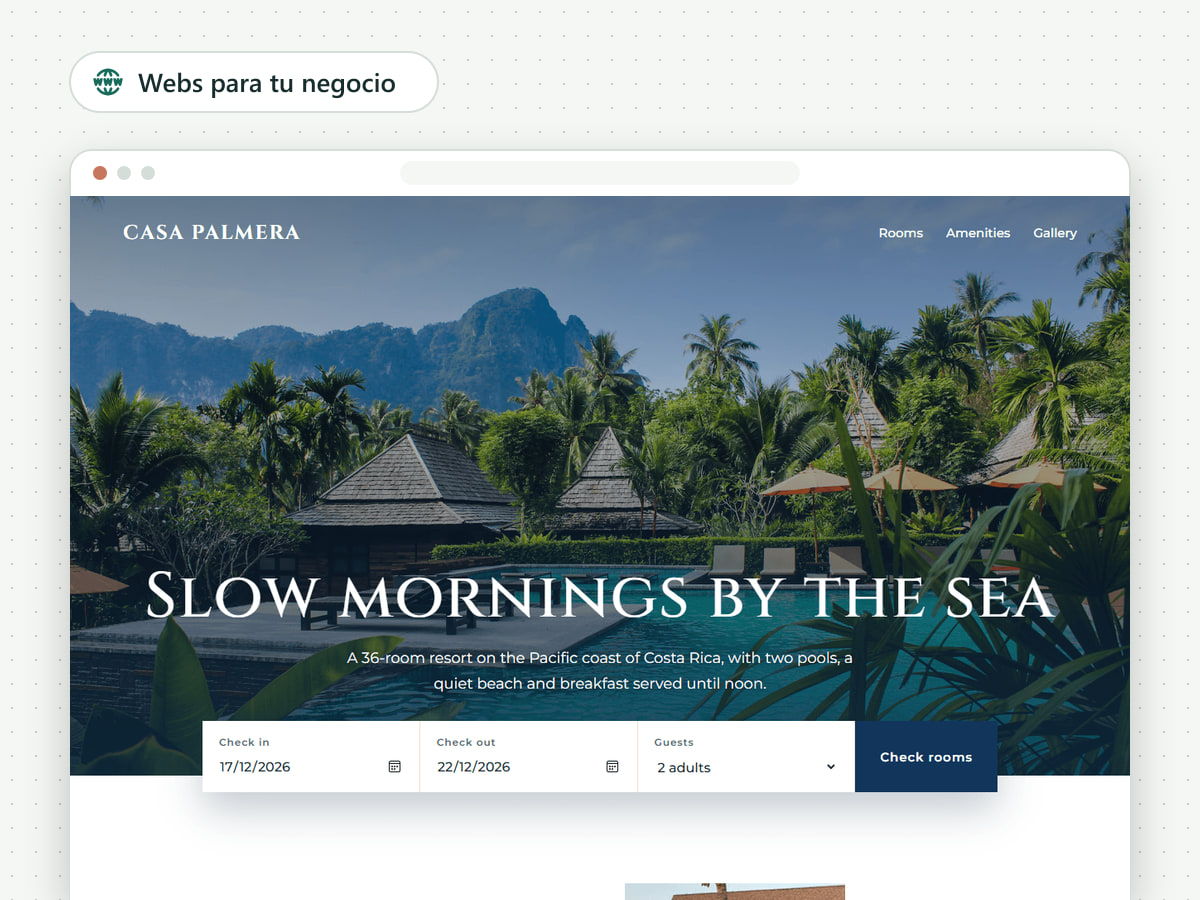 www
Webs para tu negocio
CASA PALMERA
Rooms
Amenities
Gallery
SLOW MORNINGS BY THE SEA
A 36-room resort on the Pacific coast of Costa Rica, with two pools, a
quiet beach and breakfast served until noon.
Check in
17/12/2026
Check out
22/12/2026
Guests
2 adults
Check rooms